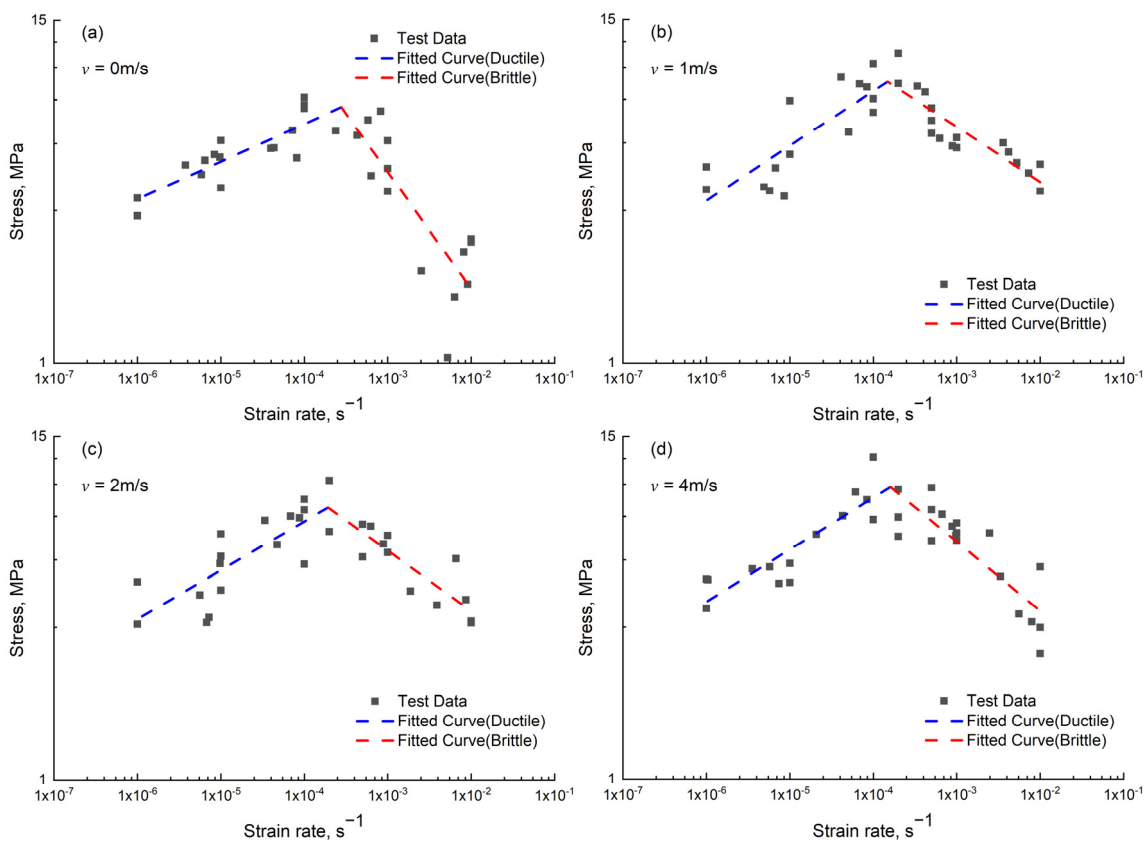 15
(a)
v = 0m/s
Test Data
Fitted Curve(Ductile)
Fitted Curve(Brittle)
Stress, MPa
1
1x10⁻⁷ 1x10⁻⁶ 1x10⁻⁵ 1x10⁻⁴ 1x10⁻³ 1x10⁻² 1x10⁻¹
Strain rate, s⁻¹
15
(b)
v = 1m/s
Stress, MPa
Test Data
Fitted Curve(Ductile)
Fitted Curve(Brittle)
1
1x10⁻⁷ 1x10⁻⁶ 1x10⁻⁵ 1x10⁻⁴ 1x10⁻³ 1x10⁻² 1x10⁻¹
Strain rate, s⁻¹
15
(c)
v = 2m/s
Stress, MPa
Test Data
Fitted Curve(Ductile)
Fitted Curve(Brittle)
1
1x10⁻⁷ 1x10⁻⁶ 1x10⁻⁵ 1x10⁻⁴ 1x10⁻³ 1x10⁻² 1x10⁻¹
Strain rate, s⁻¹
15
(d)
v = 4m/s
Stress, MPa
Test Data
Fitted Curve(Ductile)
Fitted Curve(Brittle)
1
1x10⁻⁷ 1x10⁻⁶ 1x10⁻⁵ 1x10⁻⁴ 1x10⁻³ 1x10⁻² 1x10⁻¹
Strain rate, s⁻¹